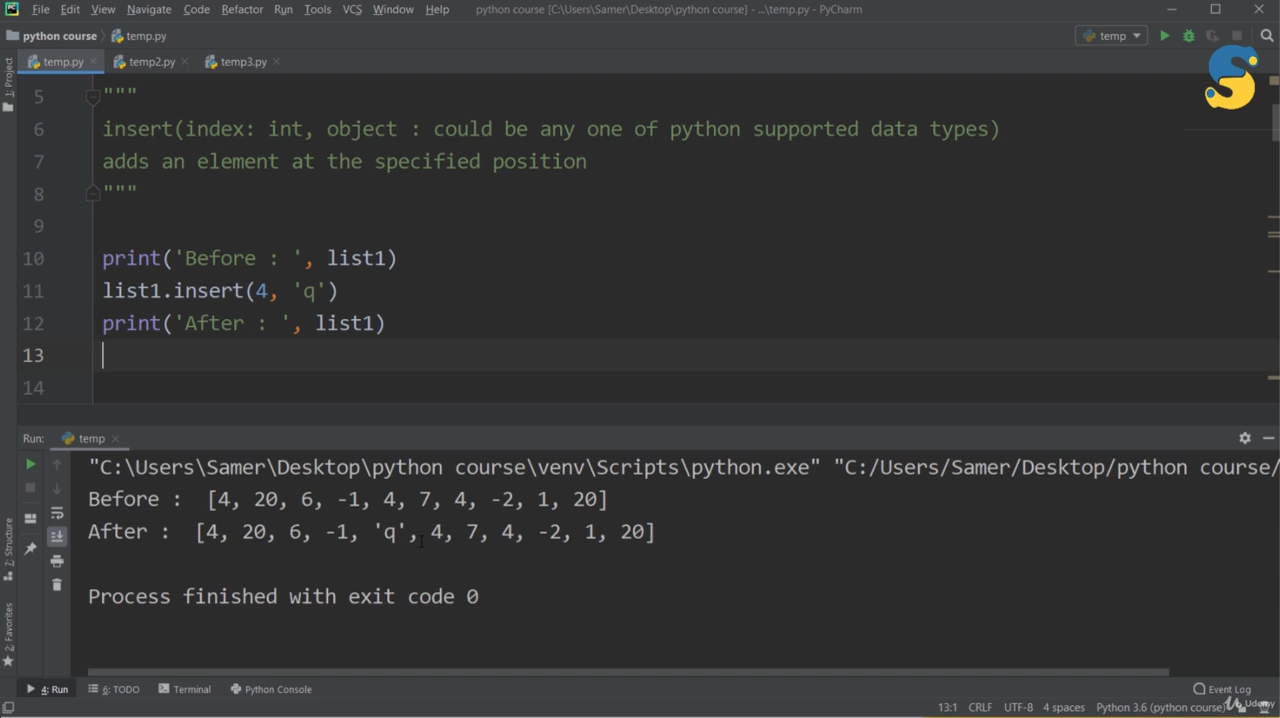 File Edit View Navigate Code Refactor Run Tools VCS Window Help python course [C:\Users\Samer\Desktop\python course] - ...\temp.py - PyCharm
python course temp.py temp
temp.py temp2.py temp3.py
1: Project
5 """
6 insert(index: int, object : could be any one of python supported data types)
7 adds an element at the specified position
8 """
9
10 print('Before : ', list1)
11 list1.insert(4, 'q')
12 print('After : ', list1)
13
14
Run: temp
"C:\Users\Samer\Desktop\python course\venv\Scripts\python.exe" "C:/Users/Samer/Desktop/python course/
Before :  [4, 20, 6, -1, 4, 7, 4, -2, 1, 20]
After :  [4, 20, 6, -1, 'q', 4, 7, 4, -2, 1, 20]
Process finished with exit code 0
7: Structure
2: Favorites
4: Run 6: TODO Terminal Python Console Event Log
13:1 CRLF UTF-8 4 spaces Python 3.6 (python course)
Udemy